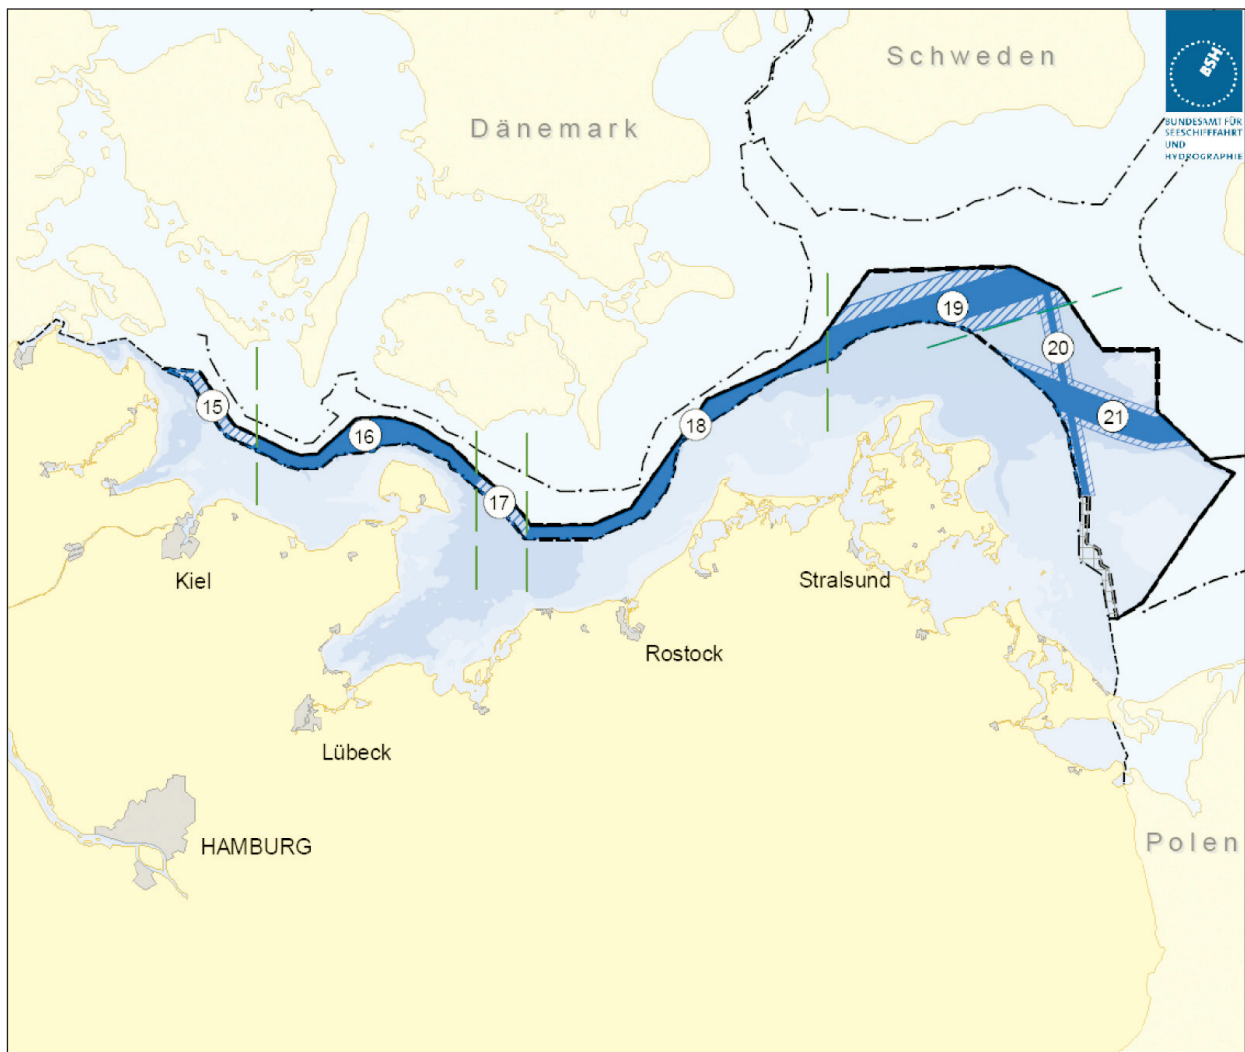 Schweden
BSH
BUNDESAMT FÜR
SEESCHIFFFAHRT
UND
HYDROGRAPHIE
Dänemark
19
20
15
21
16
18
17
Kiel
Stralsund
Rostock
Lübeck
HAMBURG
Polen